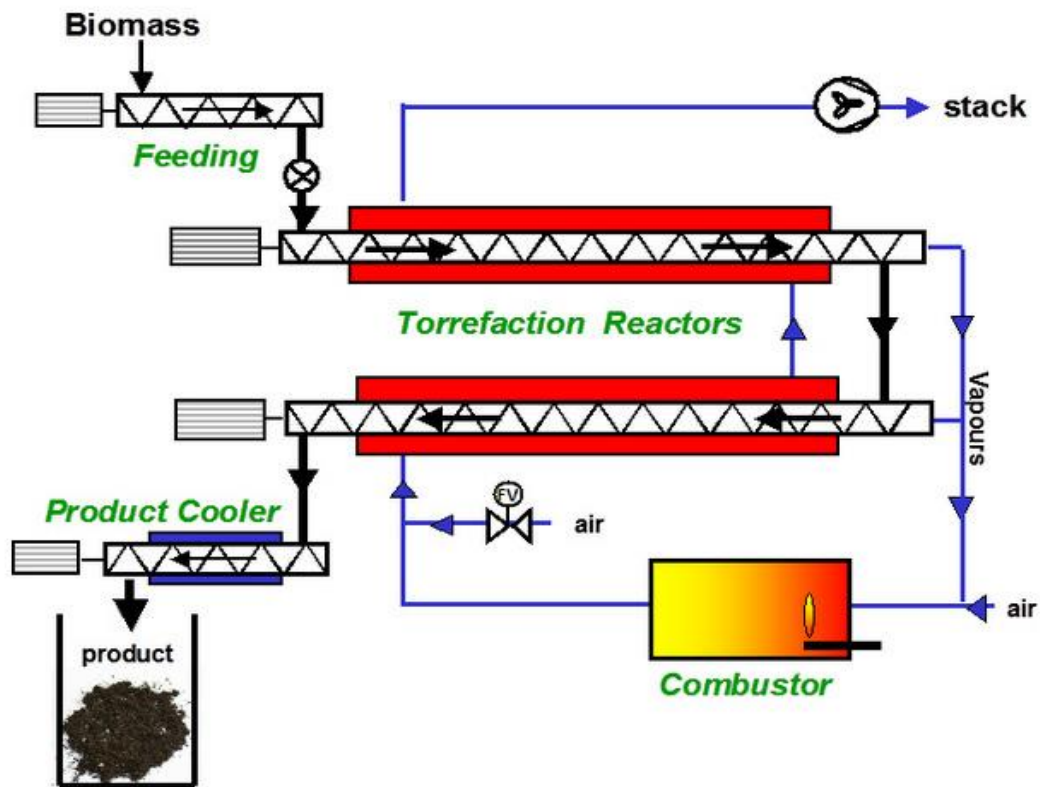 Biomass
stack
Feeding
Torrefaction Reactors
Vapours
Product Cooler
FV
air
air
product
Combustor